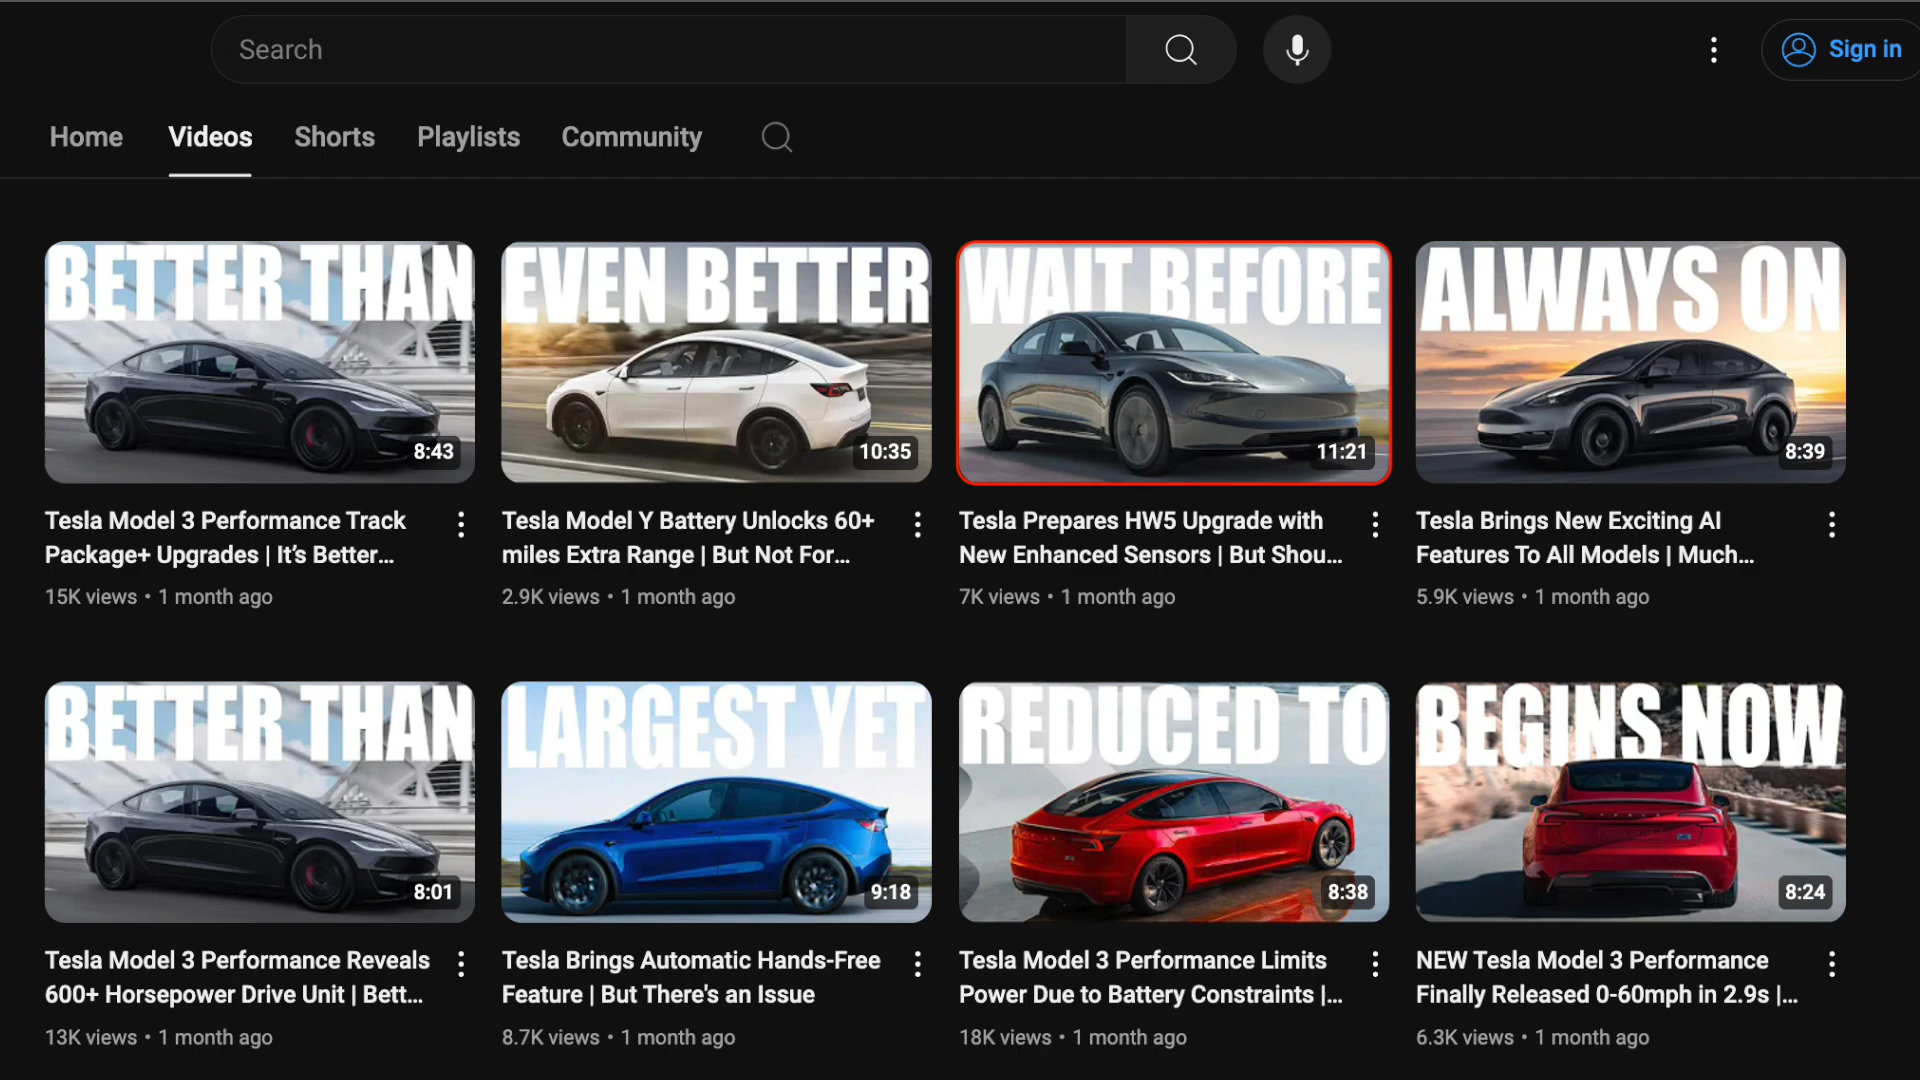 Search
Sign in
Home Videos Shorts Playlists Community
BETTER THAN
8:43
Tesla Model 3 Performance Track
Package+ Upgrades | It’s Better...
15K views • 1 month ago
EVEN BETTER
10:35
Tesla Model Y Battery Unlocks 60+
miles Extra Range | But Not For...
2.9K views • 1 month ago
WAIT BEFORE
11:21
Tesla Prepares HW5 Upgrade with
New Enhanced Sensors | But Shou...
7K views • 1 month ago
ALWAYS ON
8:39
Tesla Brings New Exciting AI
Features To All Models | Much...
5.9K views • 1 month ago
BETTER THAN
8:01
Tesla Model 3 Performance Reveals
600+ Horsepower Drive Unit | Bett...
13K views • 1 month ago
LARGEST YET
9:18
Tesla Brings Automatic Hands-Free
Feature | But There's an Issue
8.7K views • 1 month ago
REDUCED TO
8:38
Tesla Model 3 Performance Limits
Power Due to Battery Constraints |...
18K views • 1 month ago
BEGINS NOW
8:24
NEW Tesla Model 3 Performance
Finally Released 0-60mph in 2.9s |...
6.3K views • 1 month ago